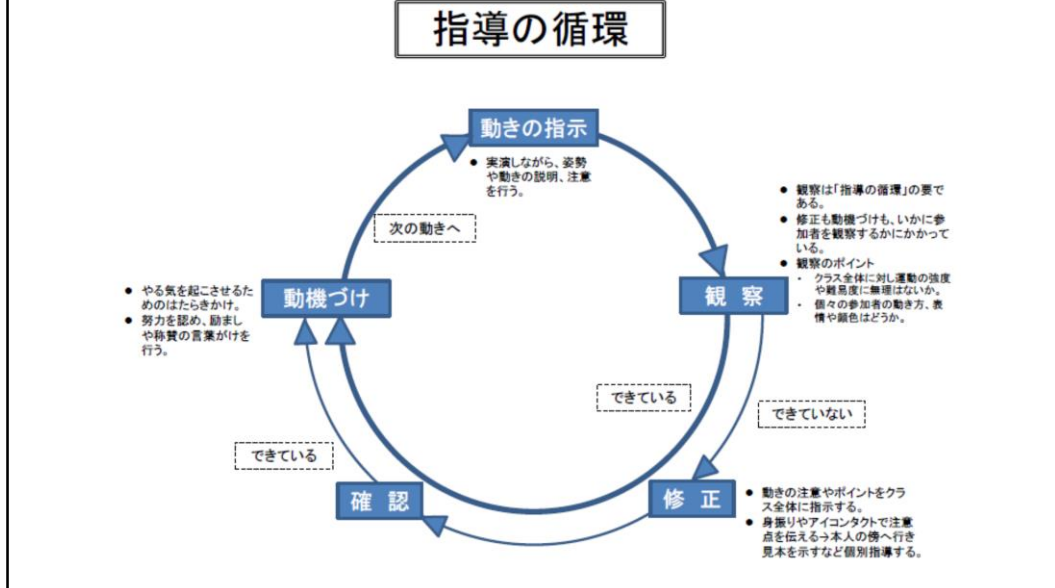 指導の循環
動きの指示
● 実演しながら、姿勢
や動きの説明、注意
を行う。
● 観察は「指導の循環」の要で
ある。
● 修正も動機づけも、いかに参
加者を観察するかにかかって
いる。
● 観察のポイント
・ クラス全体に対し運動の強度
や難易度に無理はないか。
・ 個々の参加者の動き方、表
情や顔色はどうか。
次の動きへ
観 察
動機づけ
● やる気を起こさせるた
めのはたらきかけ。
● 努力を認め、励まし
や称賛の言葉がけを
行う。
できている
できていない
できている
確 認
修 正
● 動きの注意やポイントをクラ
ス全体に指示する。
● 身振りやアイコンタクトで注意
点を伝える→本人の傍へ行き
見本を示すなど個別指導する。